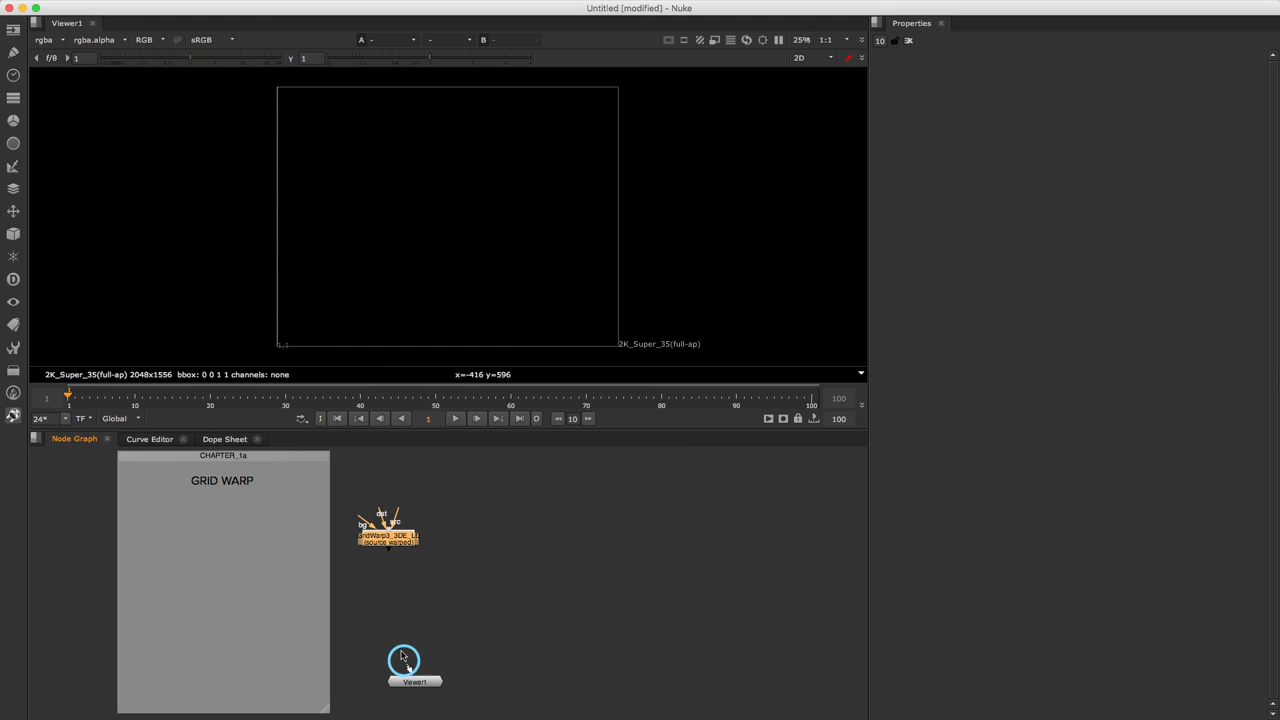 Untitled [modified] - Nuke
Viewer1
Properties
rgba
rgba.alpha
RGB
IP
sRGB
A
-
-
B
-
25%
1:1
10
f/8
1
Y
1
2D
2K_Super_35(full-ap)
2K_Super_35(full-ap) 2048x1556 bbox: 0 0 1 1 channels: none
x=-416 y=596
1
1
1
10
20
30
40
50
60
70
80
90
100
100
24*
TF
Global
I
1
O
10
100
Node Graph
Curve Editor
Dope Sheet
CHAPTER_1a
GRID WARP
dst
src
bg
(source warped)
Viewer1